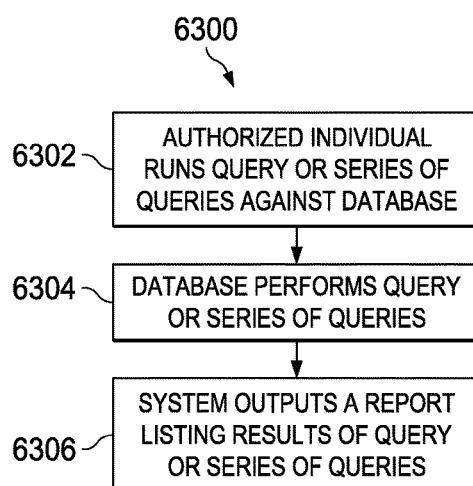 6300
6302
AUTHORIZED INDIVIDUAL
RUNS QUERY OR SERIES OF
QUERIES AGAINST DATABASE
6304
DATABASE PERFORMS QUERY
OR SERIES OF QUERIES
6306
SYSTEM OUTPUTS A REPORT
LISTING RESULTS OF QUERY
OR SERIES OF QUERIES